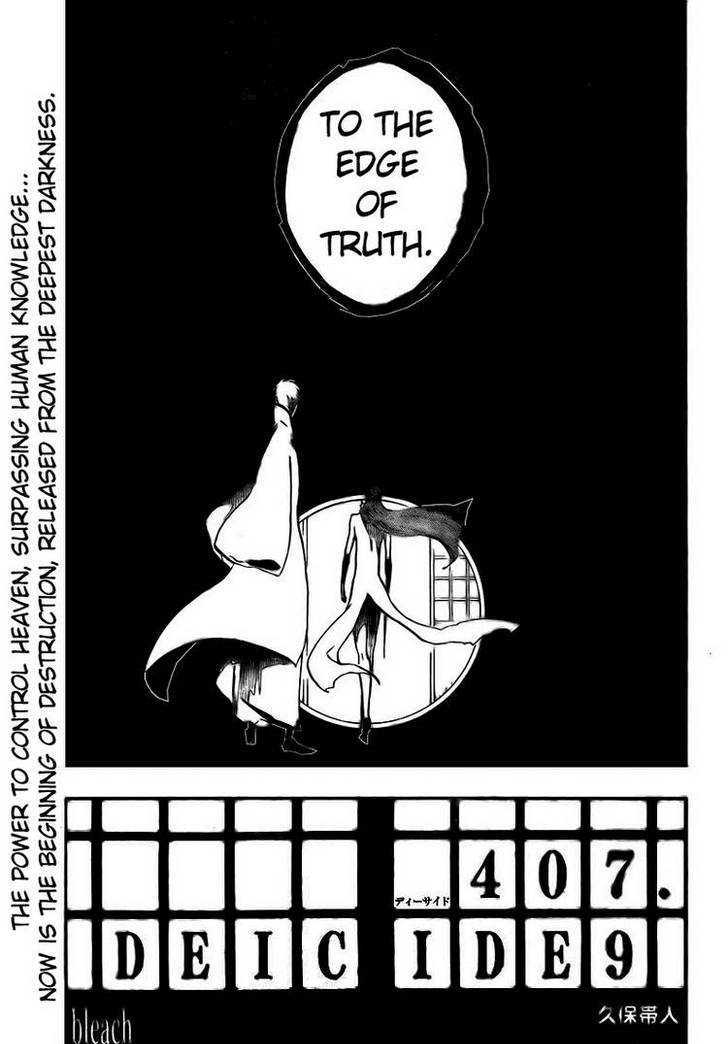 TO THE
EDGE
OF
TRUTH.
THE POWER TO CONTROL HEAVEN, SURPASSING HUMAN KNOWLEDGE...
NOW IS THE BEGINNING OF DESTRUCTION, RELEASED FROM THE DEEPEST DARKNESS.
407.
ディーサイド
DEICIDE9
bleach
久保帯人